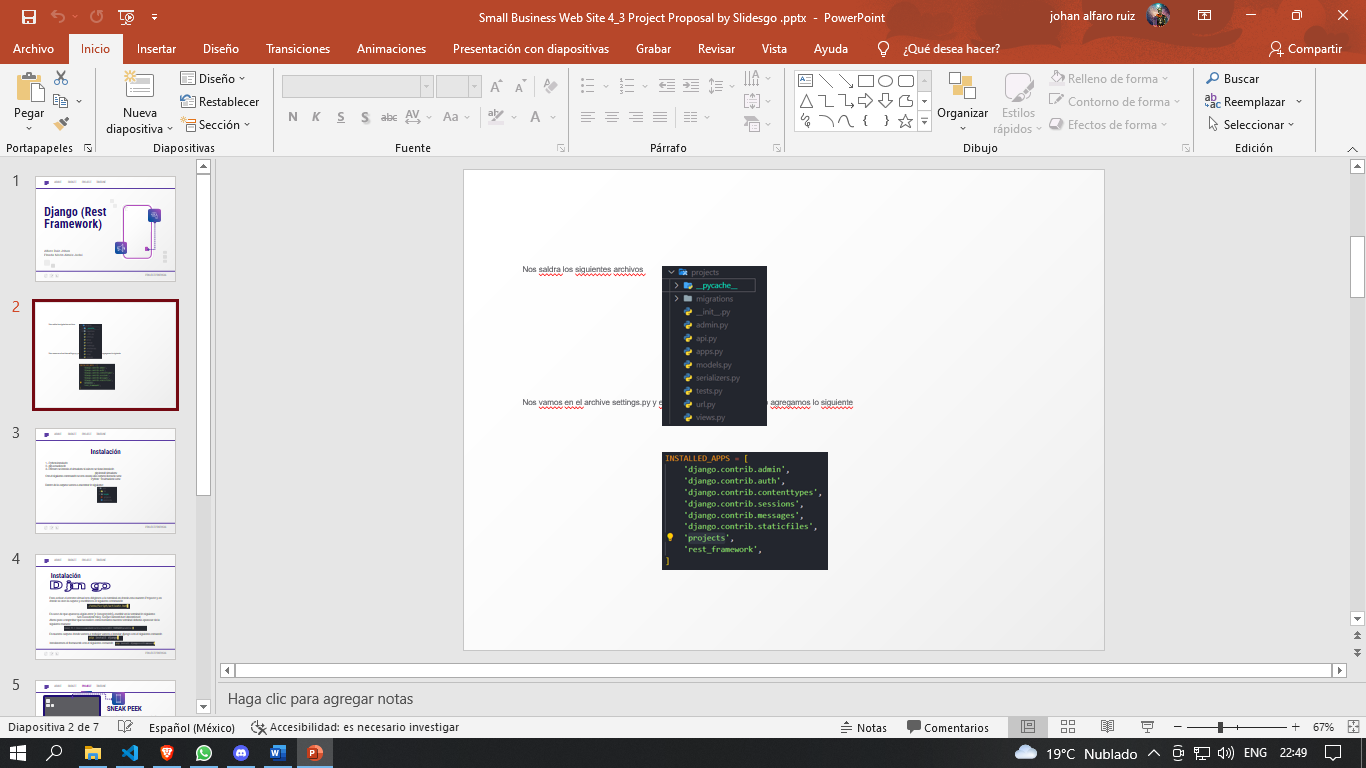 Small Business Web Site 4_3 Project Proposal by Slidesgo .pptx - PowerPoint
johan alfaro ruiz
Archivo Inicio Insertar Diseño Transiciones Animaciones Presentación con diapositivas Grabar Revisar Vista Ayuda ¿Qué desea hacer? Compartir
Pegar
Nueva diapositiva
Diseño
Restablecer
Sección
N K S S abc AV Aa A
Organizar
Estilos rápidos
Relleno de forma
Contorno de forma
Efectos de forma
Buscar
Reemplazar
Seleccionar
Portapapeles Diapositivas Fuente Párrafo Dibujo Edición
1
Django (Rest
Framework)
2
3
Instalación
4
Instalación
5
SNEAK PEEK
Nos saldra los siguientes archivos
projects
__pycache__
migrations
__init__.py
admin.py
api.py
apps.py
models.py
serializers.py
tests.py
url.py
views.py
Nos vamos en el archive settings.py y e
agregamos lo siguiente
INSTALLED_APPS = [
'django.contrib.admin',
'django.contrib.auth',
'django.contrib.contenttypes',
'django.contrib.sessions',
'django.contrib.messages',
'django.contrib.staticfiles',
'projects',
'rest_framework',
]
Haga clic para agregar notas
Diapositiva 2 de 7 Español (México) Accesibilidad: es necesario investigar Notas Comentarios 67%
19°C Nublado ENG 22:49